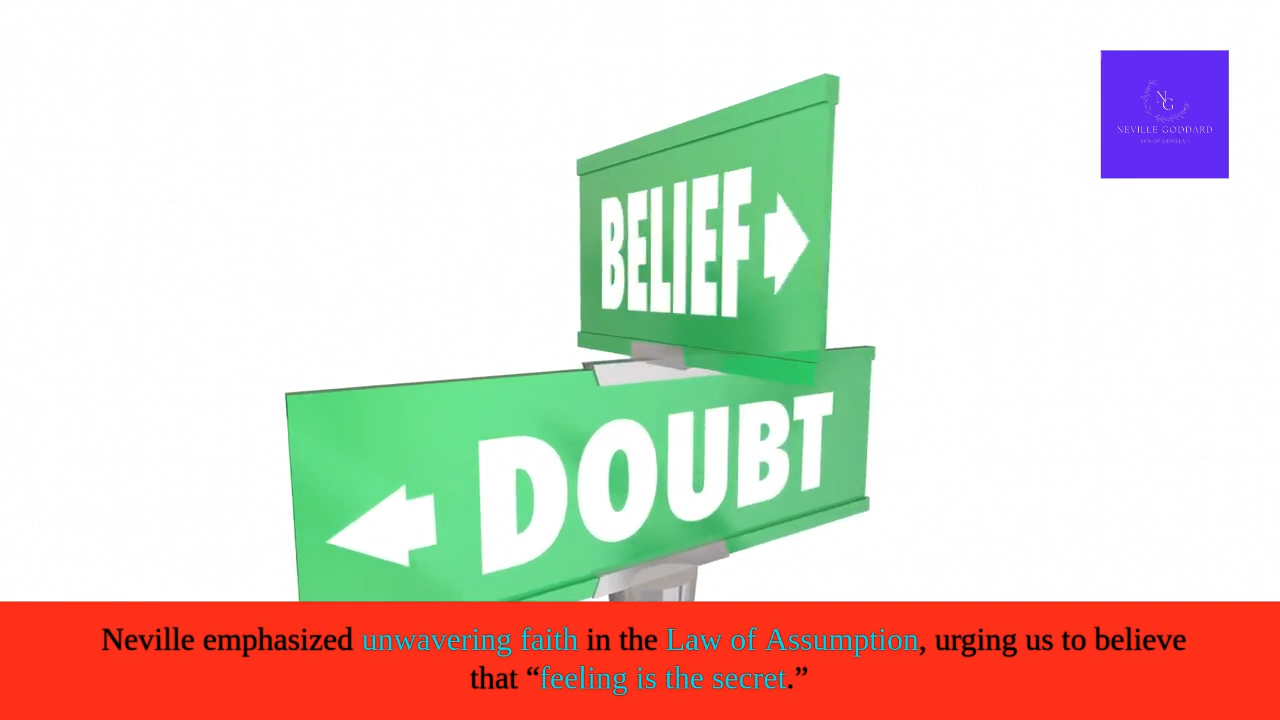 BELIEF
DOUBT
NG
NEVILLE GODDARD
Neville emphasized unwavering faith in the Law of Assumption, urging us to believe
that “feeling is the secret.”